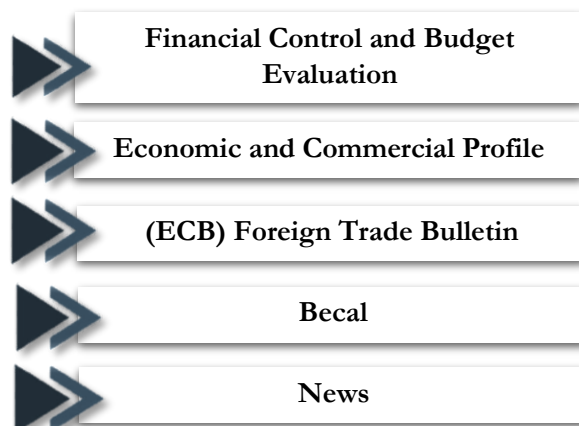 Financial Control and Budget
Evaluation
Economic and Commercial Profile
(ECB) Foreign Trade Bulletin
Becal
News